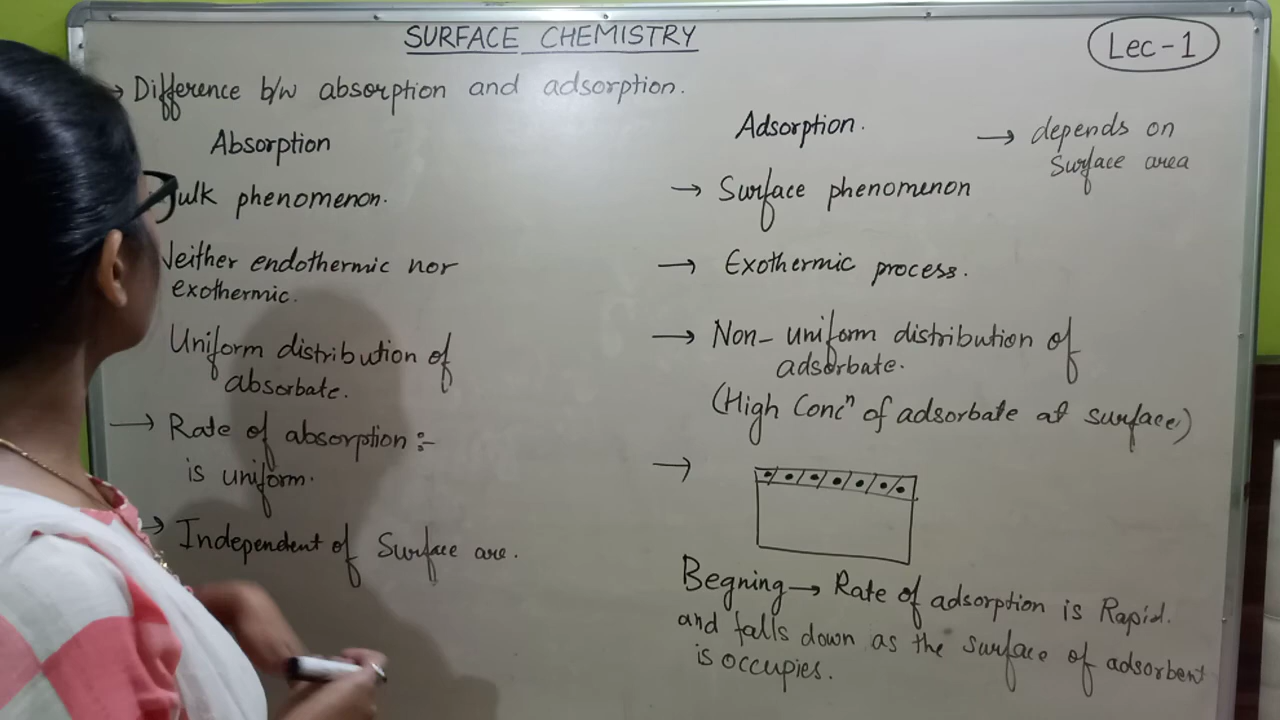 SURFACE CHEMISTRY
Lec-1
→ Difference b/w absorption and adsorption.
Absorption
ulk phenomenon.
either endothermic nor
exothermic.
Uniform distribution of
absorbate.
→ Rate of absorption :-
is uniform.
→ Independent of Surface are.
Adsorption.
→ depends on
Surface area
→ Surface phenomenon
→ Exothermic process.
→ Non-uniform distribution of
adsorbate.
(High Concⁿ of adsorbate at surface)
→
Begning → Rate of adsorption is Rapid.
and falls down as the surface of adsorbent
is occupies.